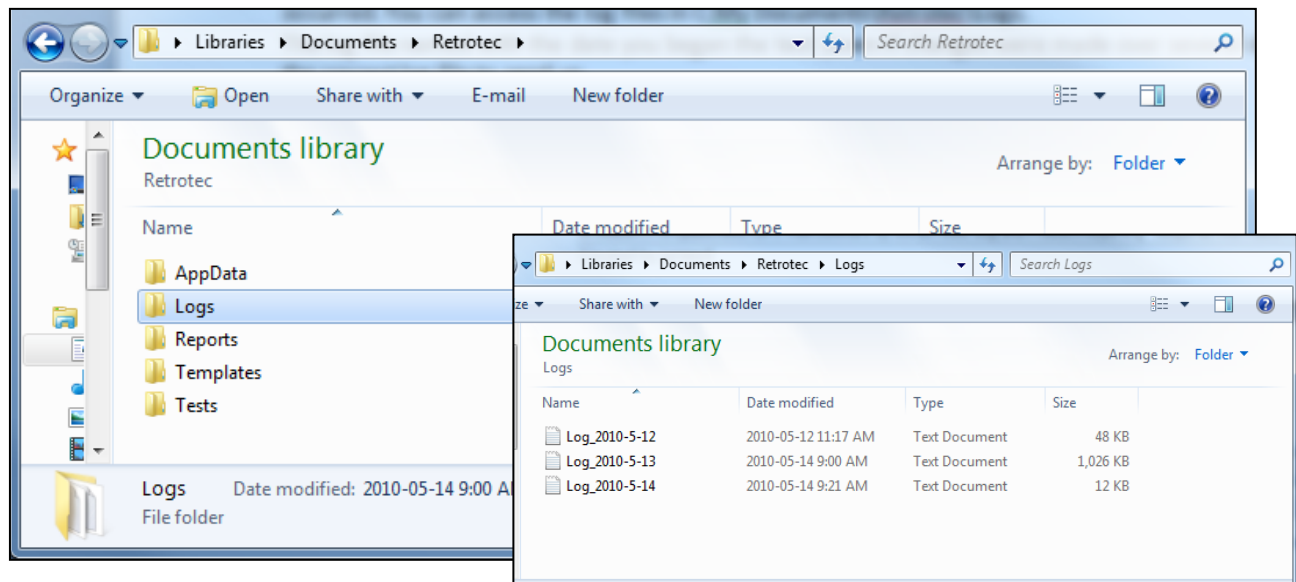 Libraries Documents Retrotec
Search Retrotec
Organize Open Share with E-mail New folder
Documents library
Retrotec
Arrange by: Folder
Name Date modified Type Size
AppData
Logs
Reports
Templates
Tests
Logs Date modified: 2010-05-14 9:00 A
File folder
Libraries Documents Retrotec Logs
Search Logs
ze Share with New folder
Documents library
Logs
Arrange by: Folder
Name Date modified Type Size
Log_2010-5-12 2010-05-12 11:17 AM Text Document 48 KB
Log_2010-5-13 2010-05-14 9:00 AM Text Document 1,026 KB
Log_2010-5-14 2010-05-14 9:21 AM Text Document 12 KB